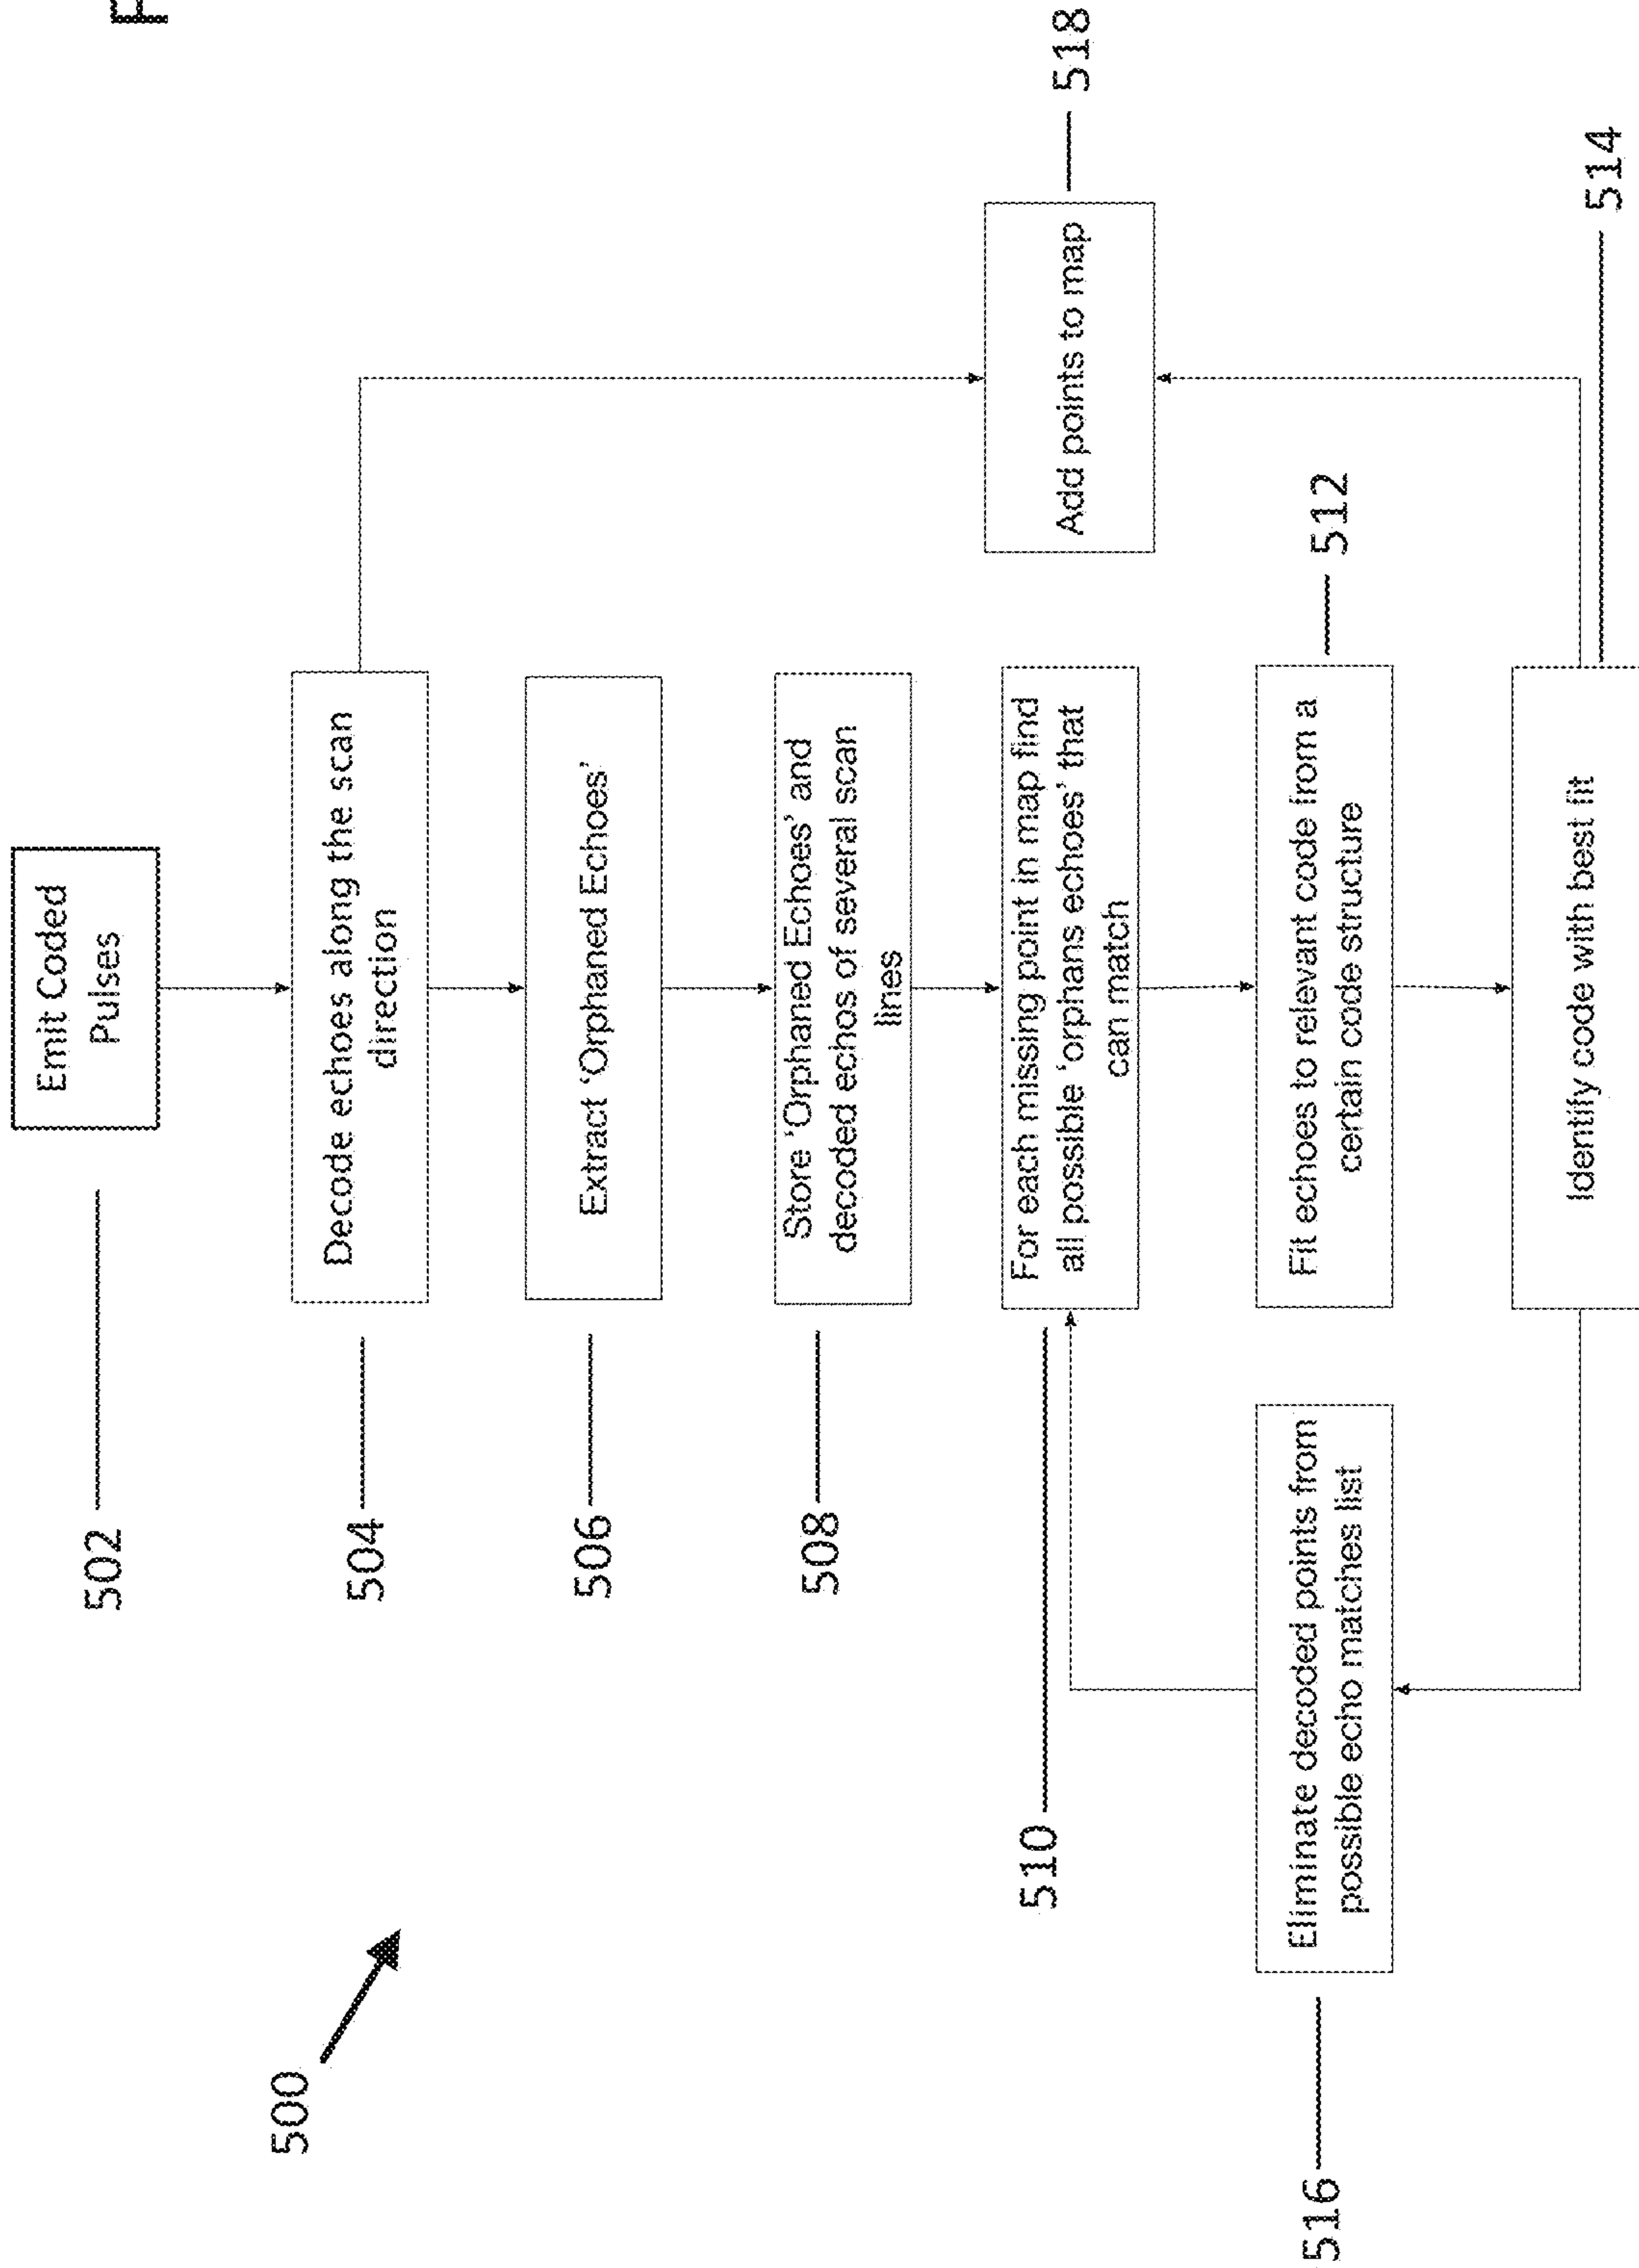 F
500
502
Emit Coded
Pulses
504
Decode echoes along the scan
direction
506
Extract 'Orphaned Echoes'
508
Store 'Orphaned Echoes' and
decoded echos of several scan
lines
510
For each missing point in map find
all possible 'orphans echoes' that
can match
518
Add points to map
516
Eliminate decoded points from
possible echo matches list
512
Fit echoes to relevant code from a
certain code structure
514
Identify code with best fit